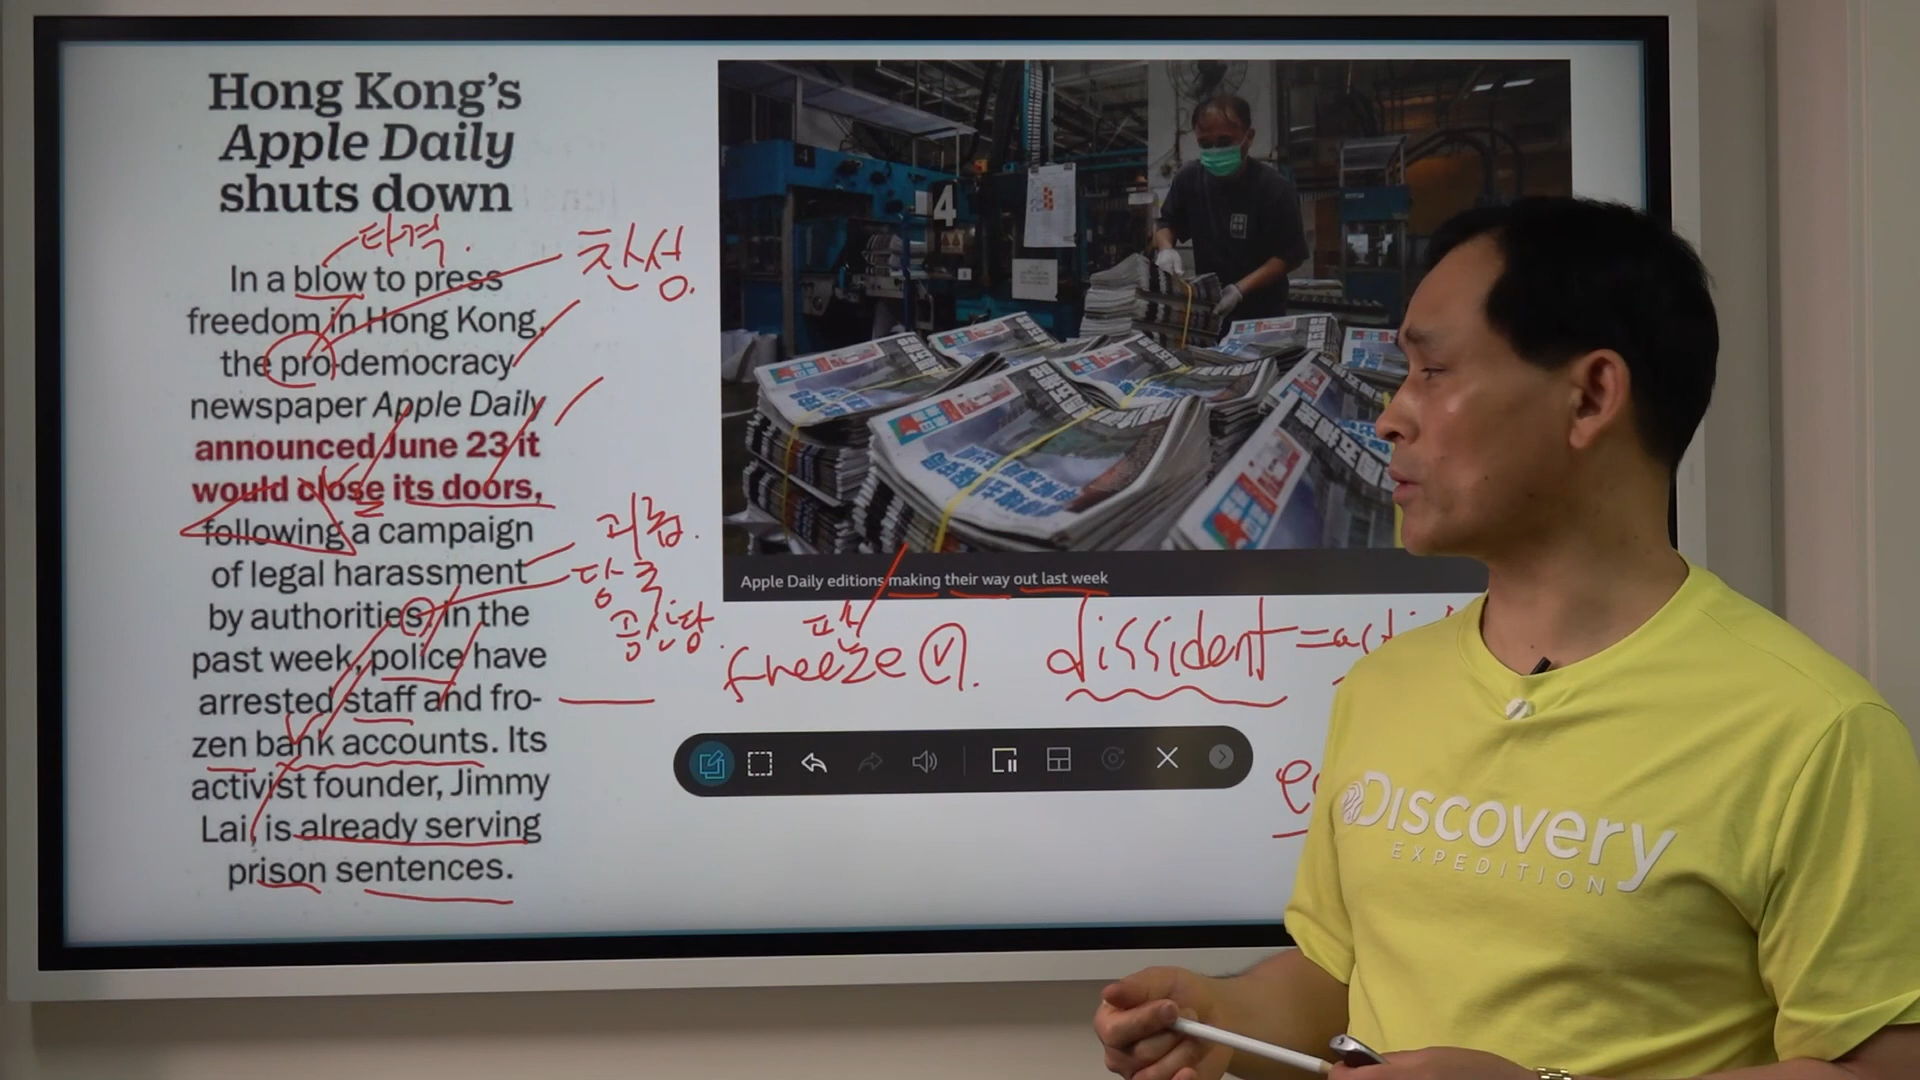 Hong Kong's
Apple Daily
shuts down
타격.
찬성.
In a blow to press
freedom in Hong Kong,
the pro-democracy
newspaper Apple Daily
announced June 23 it
would close its doors,
following a campaign
of legal harassment
by authorities. In the
past week, police have
arrested staff and fro-
zen bank accounts. Its
activist founder, Jimmy
Lai, is already serving
prison sentences.
괴롭.
당국
공산당.
4
Apple Daily editions making their way out last week
freeze v.
dissident =
DISCOVERY
EXPEDITION